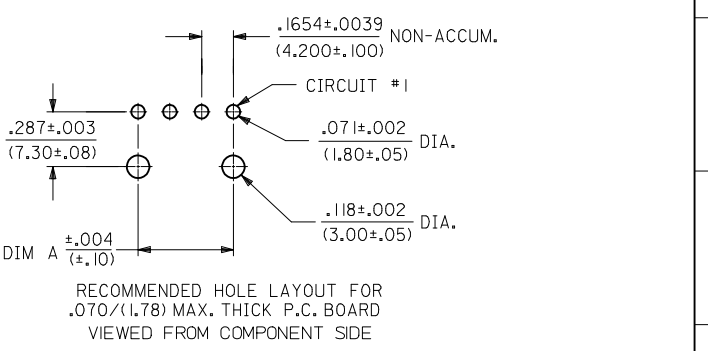 .1654±.0039
(4.200±.100) NON-ACCUM.
CIRCUIT #1
.287±.003
(7.30±.08)
.071±.002
(1.80±.05) DIA.
.118±.002
(3.00±.05) DIA.
DIM A ±.004
(±.10)
RECOMMENDED HOLE LAYOUT FOR
.070/(1.78) MAX. THICK P.C. BOARD
VIEWED FROM COMPONENT SIDE